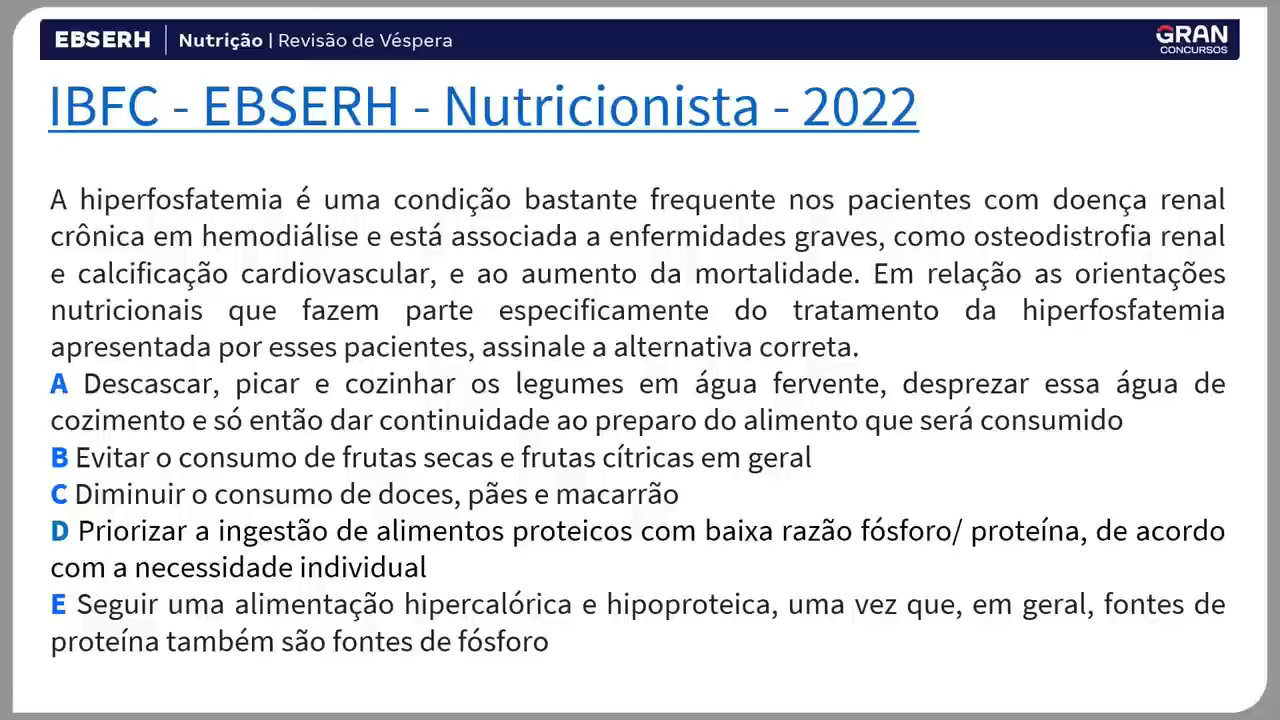 EBSERH | Nutrição | Revisão de Véspera
GRAN
CONCURSOS
IBFC - EBSERH - Nutricionista - 2022
A hiperfosfatemia é uma condição bastante frequente nos pacientes com doença renal
crônica em hemodiálise e está associada a enfermidades graves, como osteodistrofia renal
e calcificação cardiovascular, e ao aumento da mortalidade. Em relação as orientações
nutricionais que fazem parte especificamente do tratamento da hiperfosfatemia
apresentada por esses pacientes, assinale a alternativa correta.
A Descascar, picar e cozinhar os legumes em água fervente, desprezar essa água de
cozimento e só então dar continuidade ao preparo do alimento que será consumido
B Evitar o consumo de frutas secas e frutas cítricas em geral
C Diminuir o consumo de doces, pães e macarrão
D Priorizar a ingestão de alimentos proteicos com baixa razão fósforo/ proteína, de acordo
com a necessidade individual
E Seguir uma alimentação hipercalórica e hipoproteica, uma vez que, em geral, fontes de
proteína também são fontes de fósforo